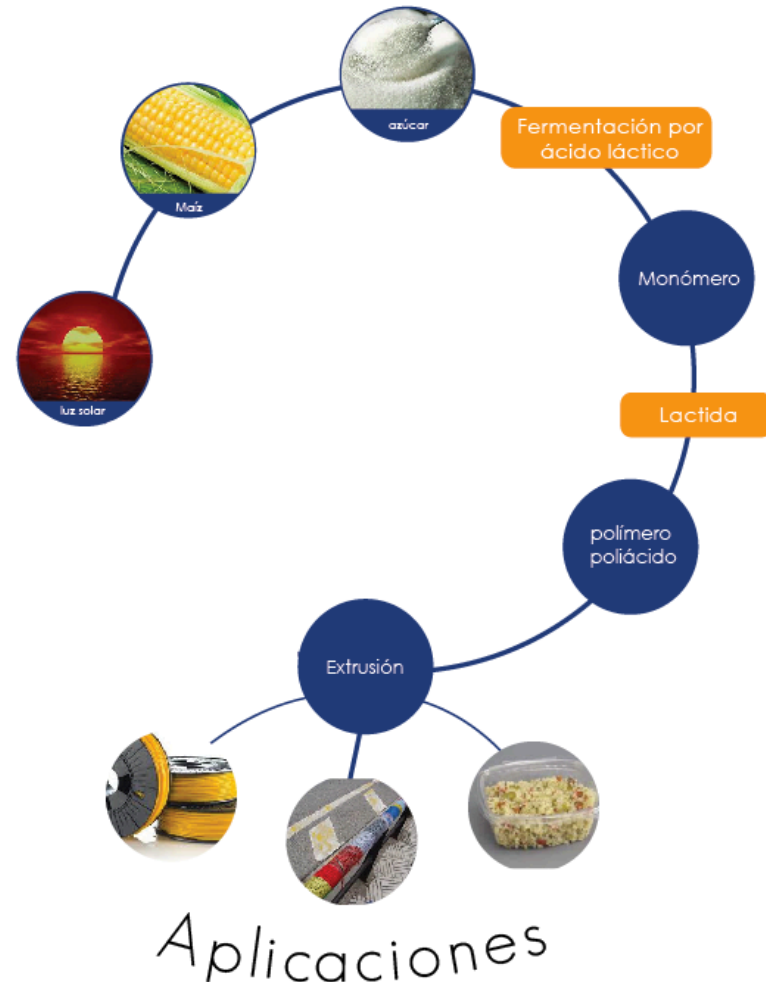 azúcar
Fermentación por
ácido láctico
Maíz
Monómero
luz solar
Lactida
polímero
poliácido
Extrusión
Aplicaciones